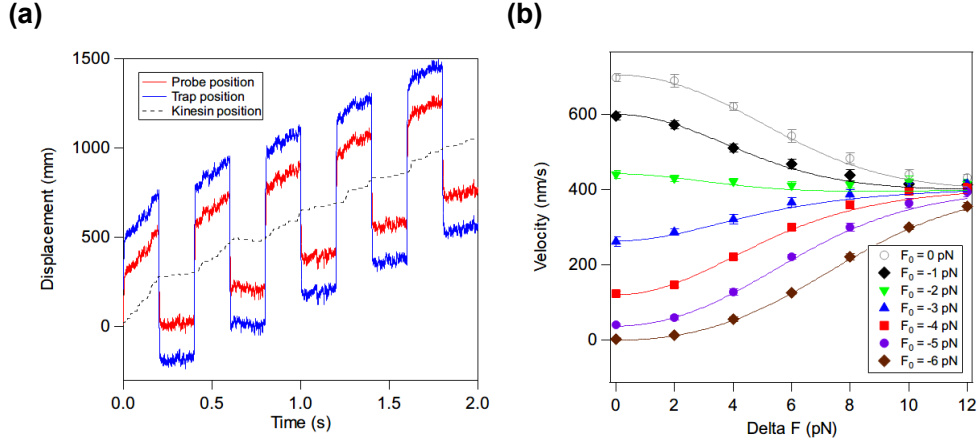 (a)
1500
1000
500
0
Displacement (nm)
Probe position
Trap position
Kinesin position
0.0
0.5
1.0
1.5
2.0
Time (s)
(b)
600
400
200
0
Velocity (nm/s)
F₀ = 0 pN
F₀ = -1 pN
F₀ = -2 pN
F₀ = -3 pN
F₀ = -4 pN
F₀ = -5 pN
F₀ = -6 pN
0
2
4
6
8
10
12
Delta F (pN)